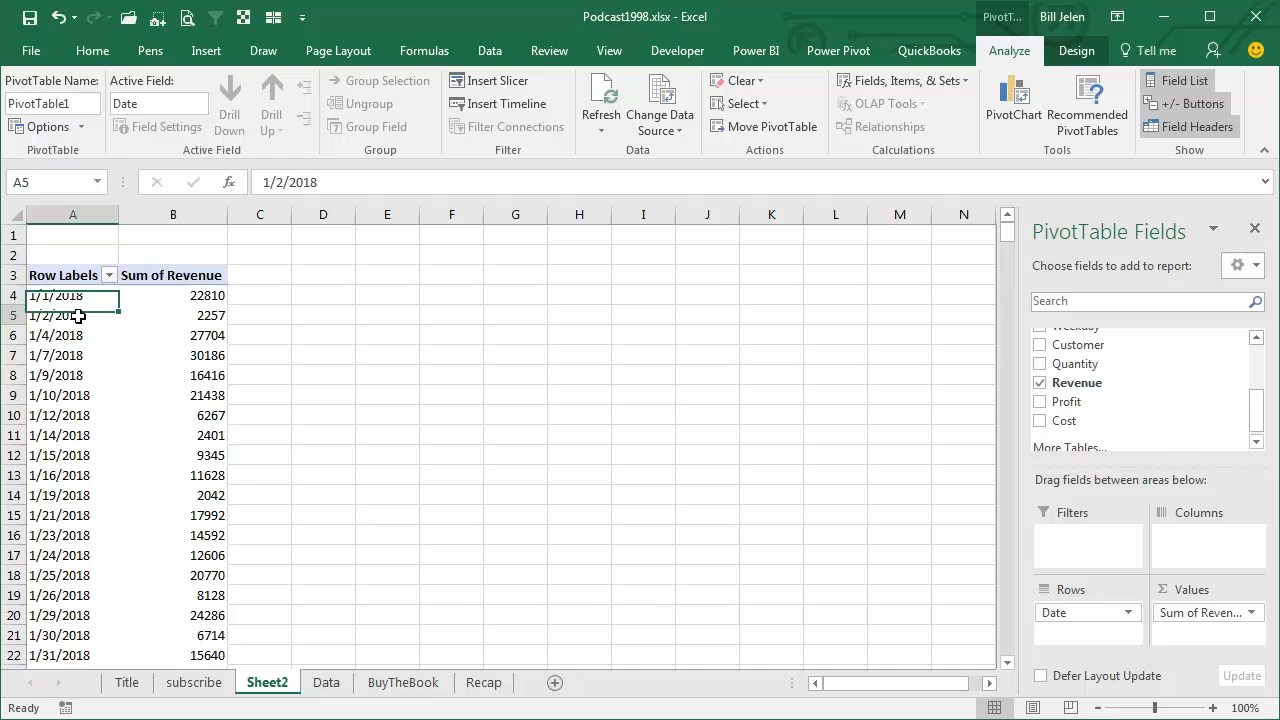 Podcast1998.xlsx - Excel
PivotT...
Bill Jelen
File Home Pens Insert Draw Page Layout Formulas Data Review View Developer Power BI Power Pivot QuickBooks Analyze Design Tell me
PivotTable Name:
PivotTable1
Options
PivotTable
Active Field:
Date
Field Settings
Drill Down
Drill Up
Active Field
Group Selection
Ungroup
Group Field
Group
Insert Slicer
Insert Timeline
Filter Connections
Filter
Refresh
Change Data Source
Data
Clear
Select
Move PivotTable
Actions
Fields, Items, & Sets
OLAP Tools
Relationships
Calculations
PivotChart
Recommended PivotTables
Tools
Field List
+/- Buttons
Field Headers
Show
A5
fx
1/2/2018
A B C D E F G H I J K L M N
1
2
3 Row Labels Sum of Revenue
4 1/1/2018 22810
5 1/2/2018 2257
6 1/4/2018 27704
7 1/7/2018 30186
8 1/9/2018 16416
9 1/10/2018 21438
10 1/12/2018 6267
11 1/14/2018 2401
12 1/15/2018 9345
13 1/16/2018 11628
14 1/19/2018 2042
15 1/21/2018 17992
16 1/23/2018 14592
17 1/24/2018 12606
18 1/25/2018 20770
19 1/26/2018 8128
20 1/29/2018 24286
21 1/30/2018 6714
22 1/31/2018 15640
PivotTable Fields
Choose fields to add to report:
Search
Weekday
Customer
Quantity
Revenue
Profit
Cost
More Tables...
Drag fields between areas below:
Filters
Columns
Rows
Values
Date
Sum of Reven...
Defer Layout Update
Update
Title subscribe Sheet2 Data BuyTheBook Recap
Ready
100%